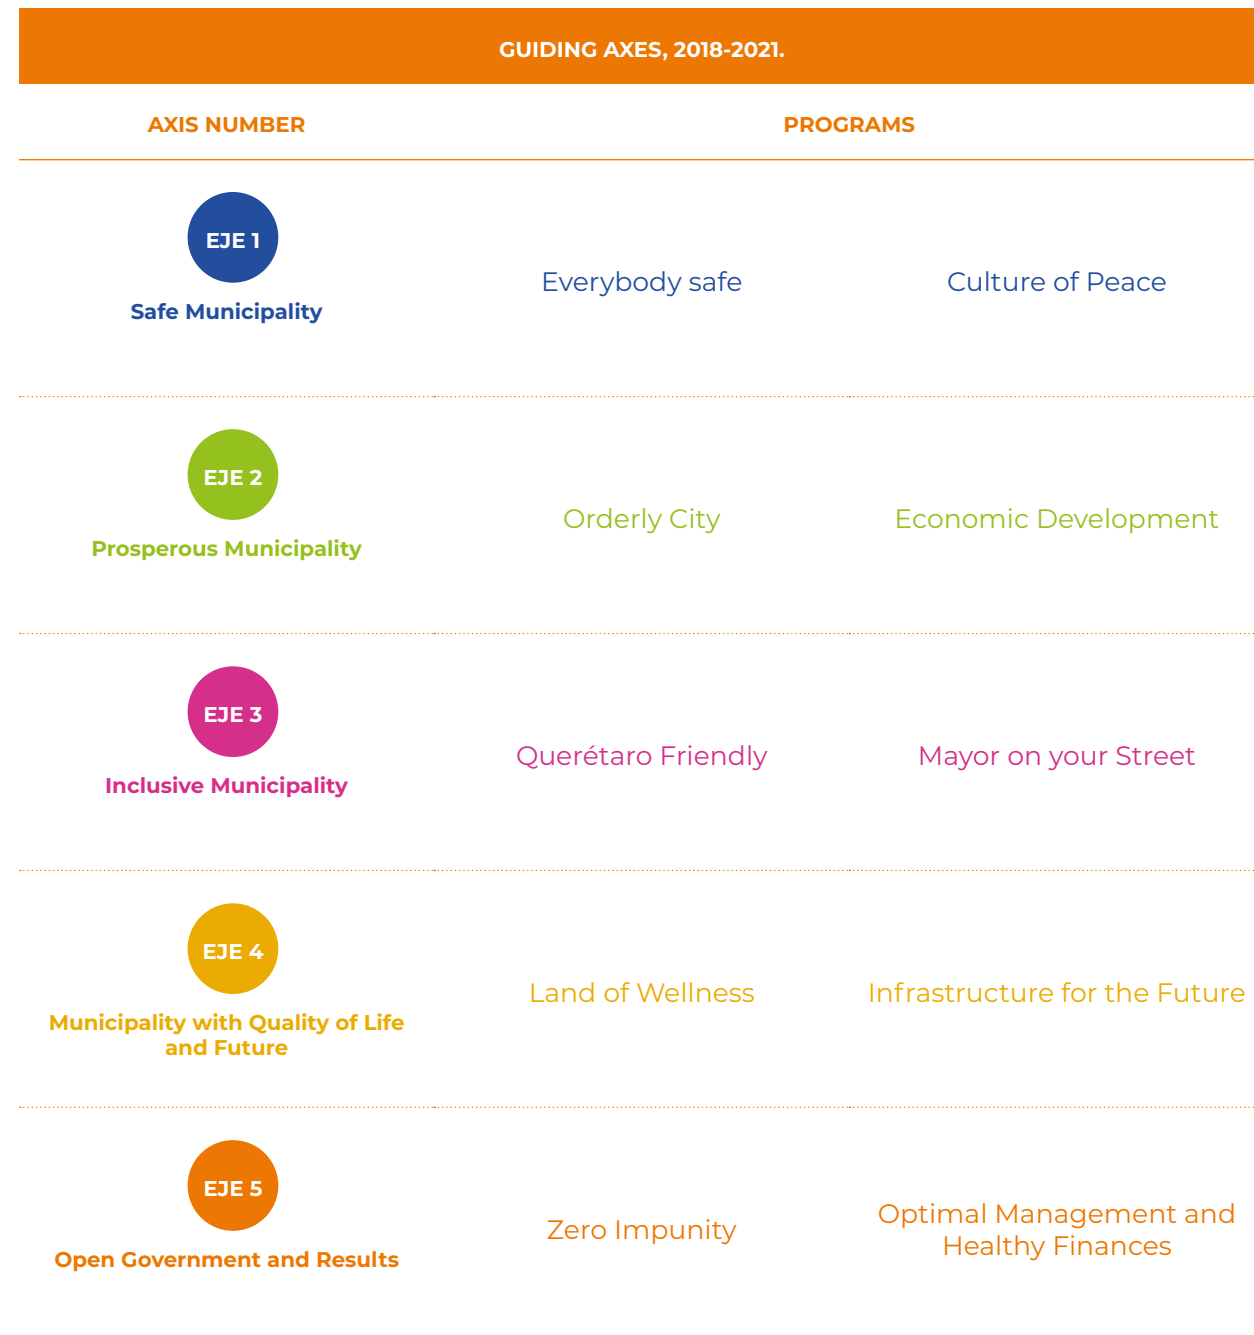 GUIDING AXES, 2018-2021.
AXIS NUMBER
PROGRAMS
EJE 1
Safe Municipality
Everybody safe
Culture of Peace
EJE 2
Prosperous Municipality
Orderly City
Economic Development
EJE 3
Inclusive Municipality
Querétaro Friendly
Mayor on your Street
EJE 4
Municipality with Quality of Life
and Future
Land of Wellness
Infrastructure for the Future
EJE 5
Open Government and Results
Zero Impunity
Optimal Management and
Healthy Finances